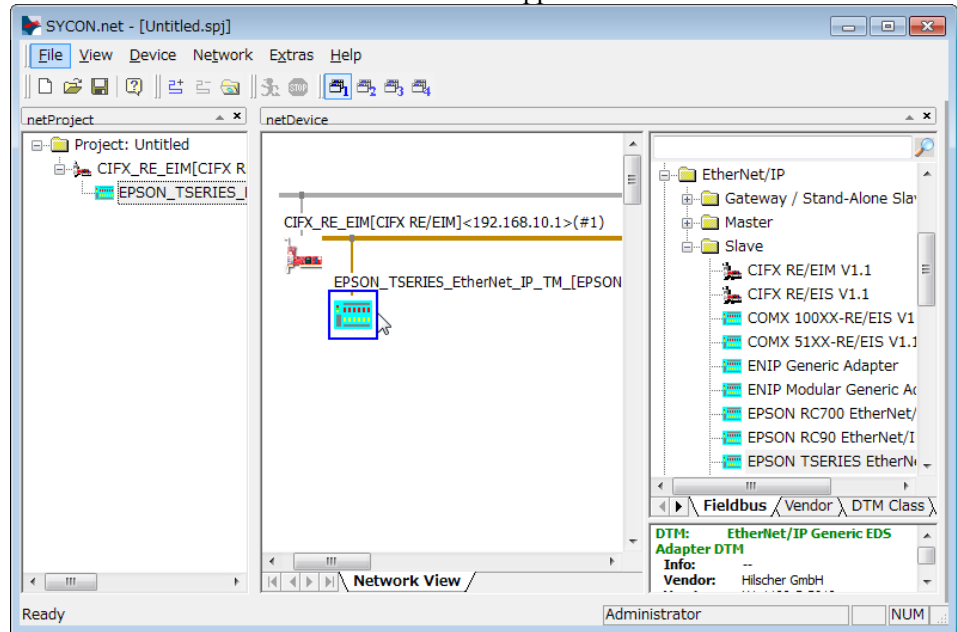 SYCON.net - [Untitled.spj]
File View Device Network Extras Help
netProject
netDevice
Project: Untitled
CIFX_RE_EIM[CIFX R
EPSON_TSERIES_
CIFX_RE_EIM[CIFX RE/EIM]<192.168.10.1>(#1)
EPSON_TSERIES_EtherNet_IP_TM_[EPSON
Network View
EtherNet/IP
Gateway / Stand-Alone Sla
Master
Slave
CIFX RE/EIM V1.1
CIFX RE/EIS V1.1
COMX 100XX-RE/EIS V1
COMX 51XX-RE/EIS V1.1
ENIP Generic Adapter
ENIP Modular Generic A
EPSON RC700 EtherNet/
EPSON RC90 EtherNet/I
EPSON TSERIES EtherN
Fieldbus Vendor DTM Class
DTM: EtherNet/IP Generic EDS
Adapter DTM
Info: --
Vendor: Hilscher GmbH
Ready
Administrator
NUM